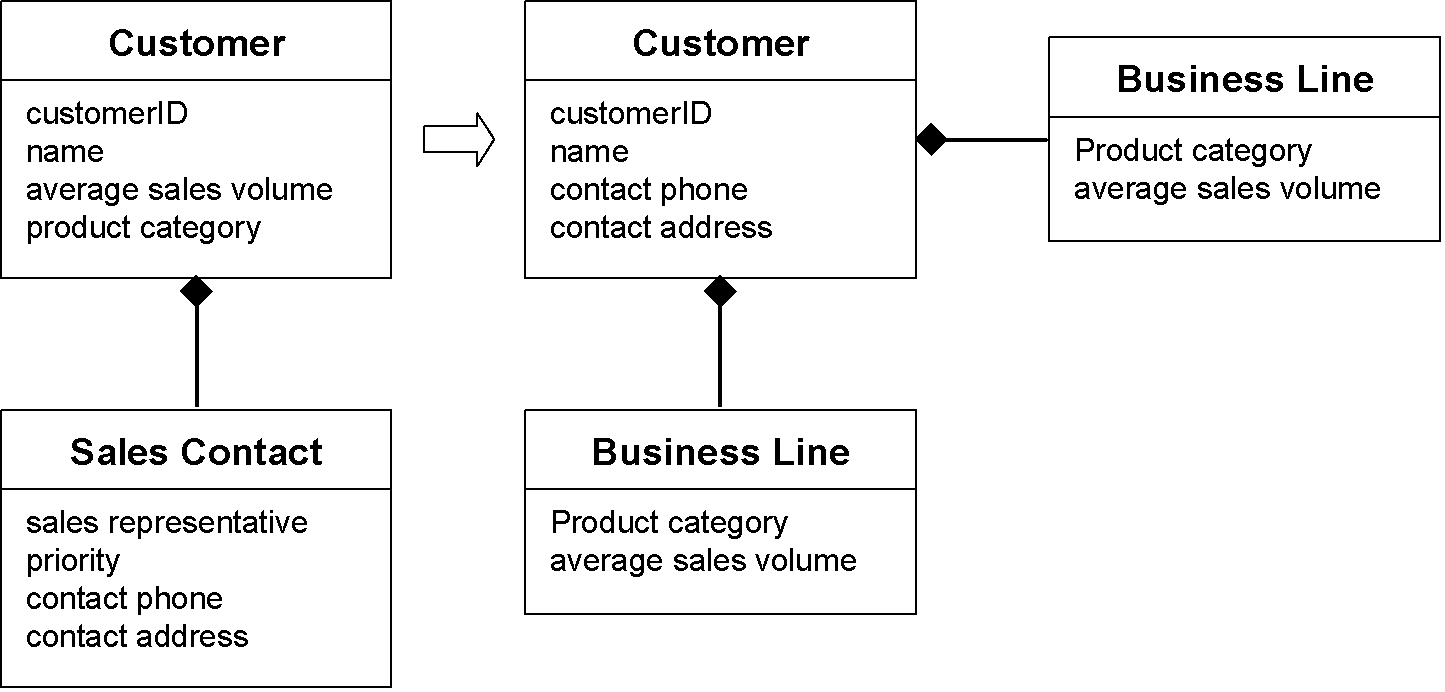 Customer
customerID
name
average sales volume
product category
Sales Contact
sales representative
priority
contact phone
contact address
Customer
customerID
name
contact phone
contact address
Business Line
Product category
average sales volume
Business Line
Product category
average sales volume